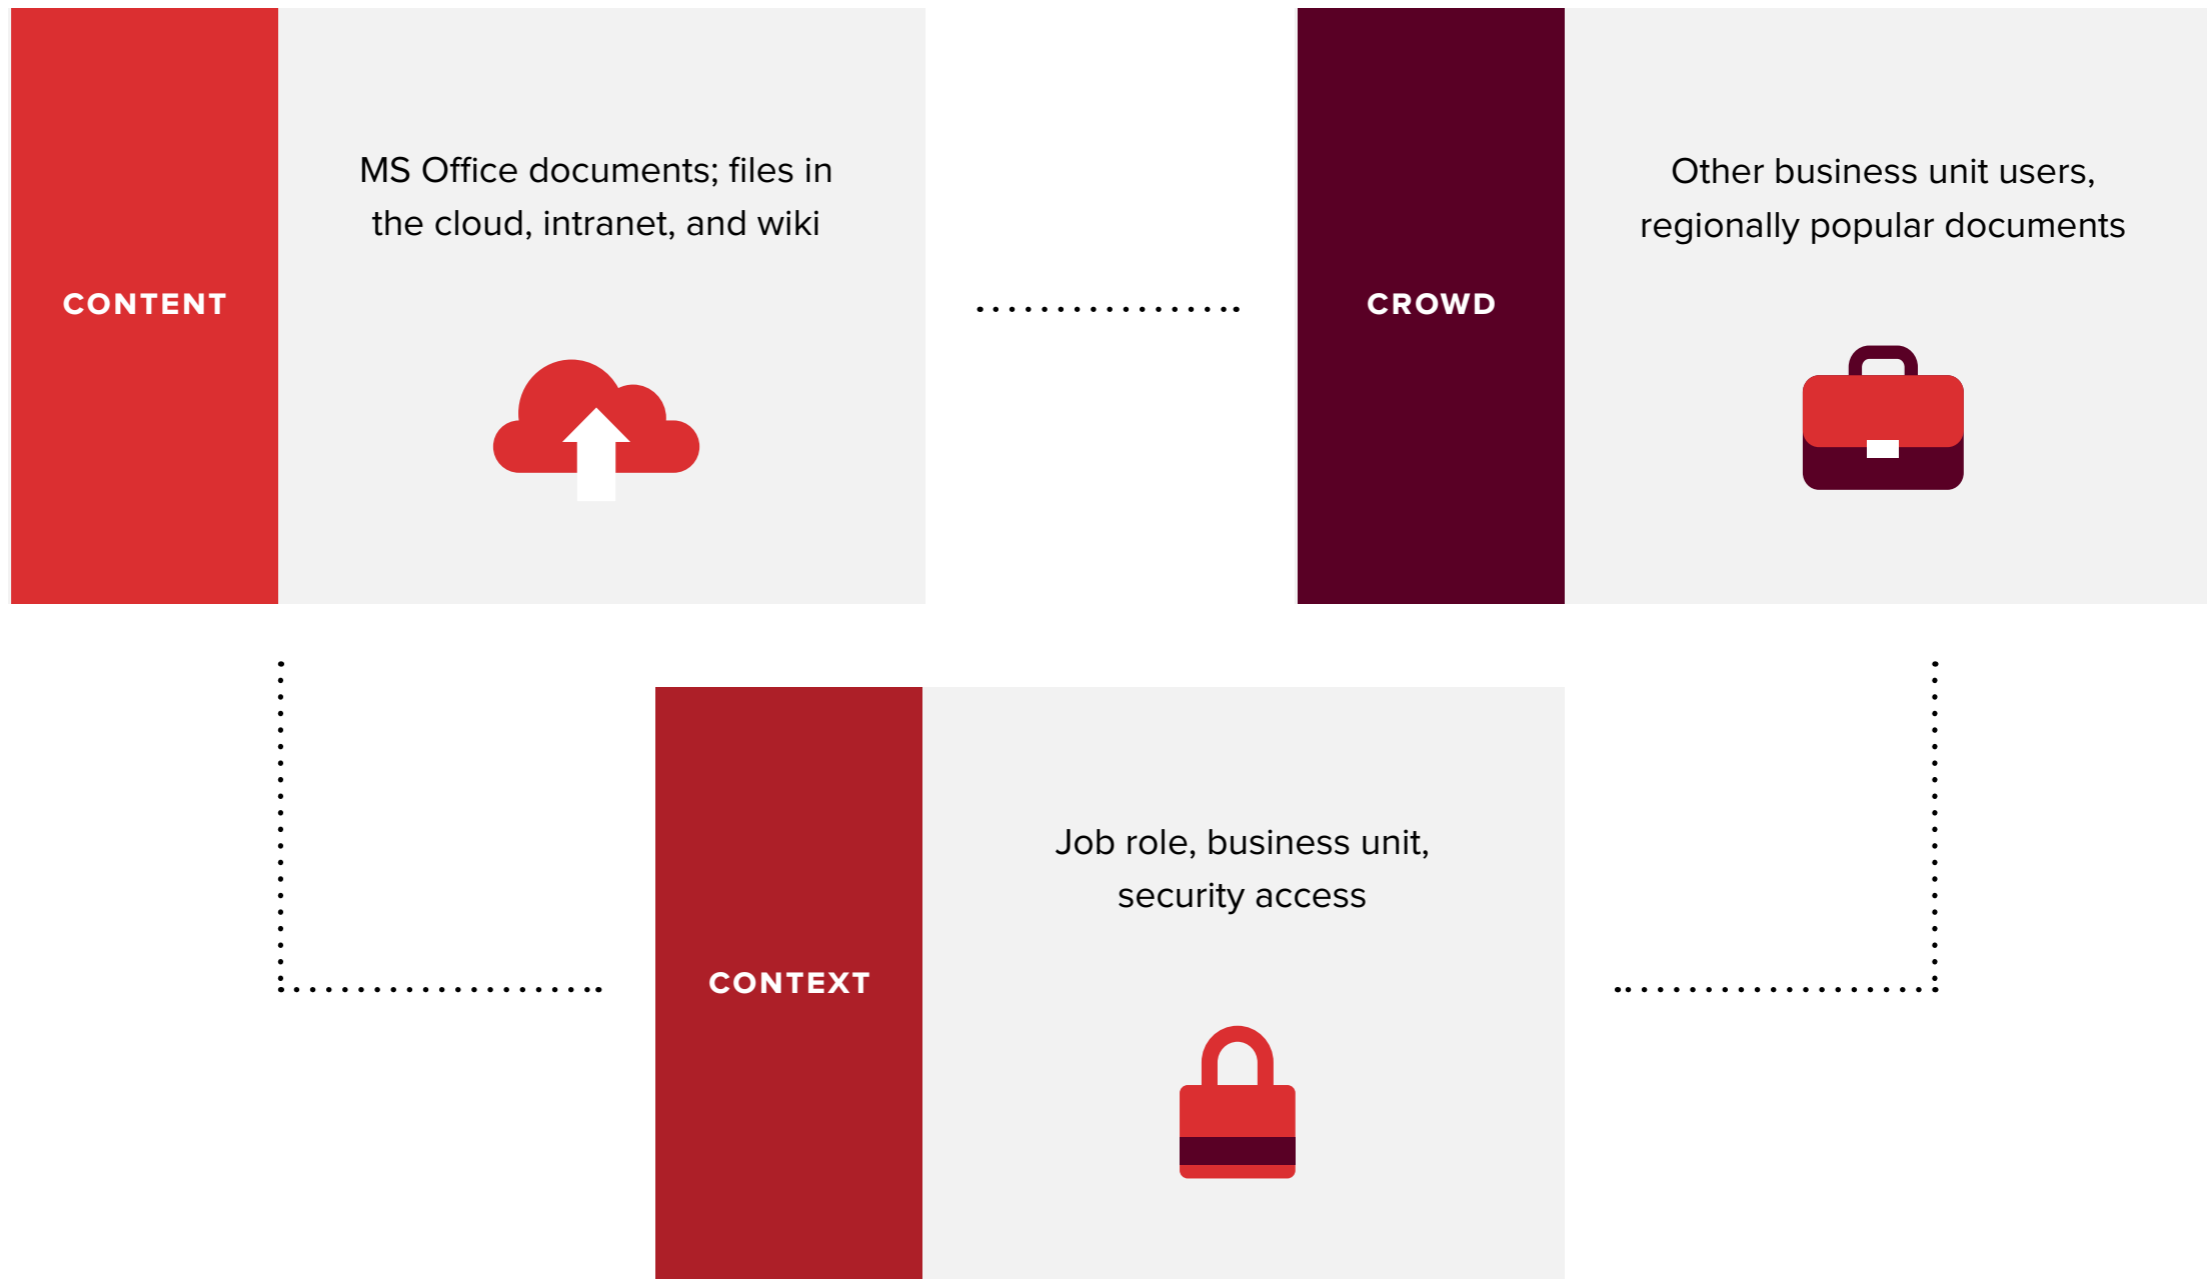 CONTENT
MS Office documents; files in
the cloud, intranet, and wiki
CROWD
Other business unit users,
regionally popular documents
CONTEXT
Job role, business unit,
security access